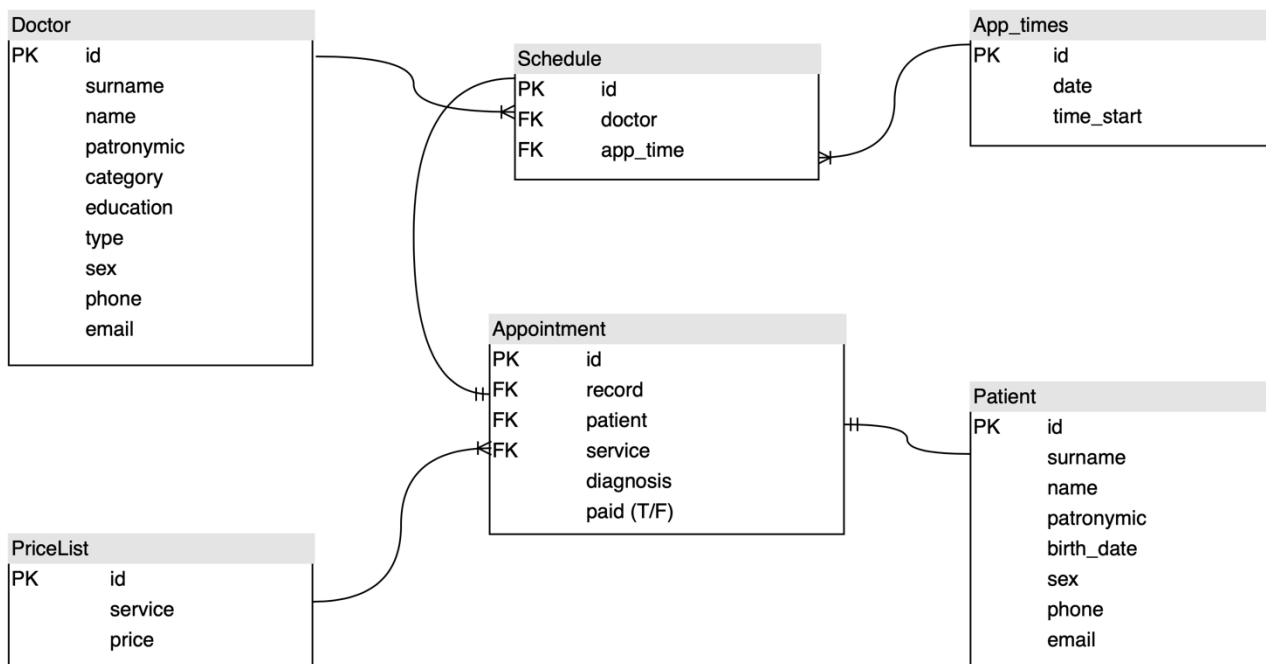 Doctor
PK id
surname
name
patronymic
category
education
type
sex
phone
email
Schedule
PK id
FK doctor
FK app_time
App_times
PK id
date
time_start
Appointment
PK id
FK record
FK patient
FK service
diagnosis
paid (T/F)
PriceList
PK id
service
price
Patient
PK id
surname
name
patronymic
birth_date
sex
phone
email